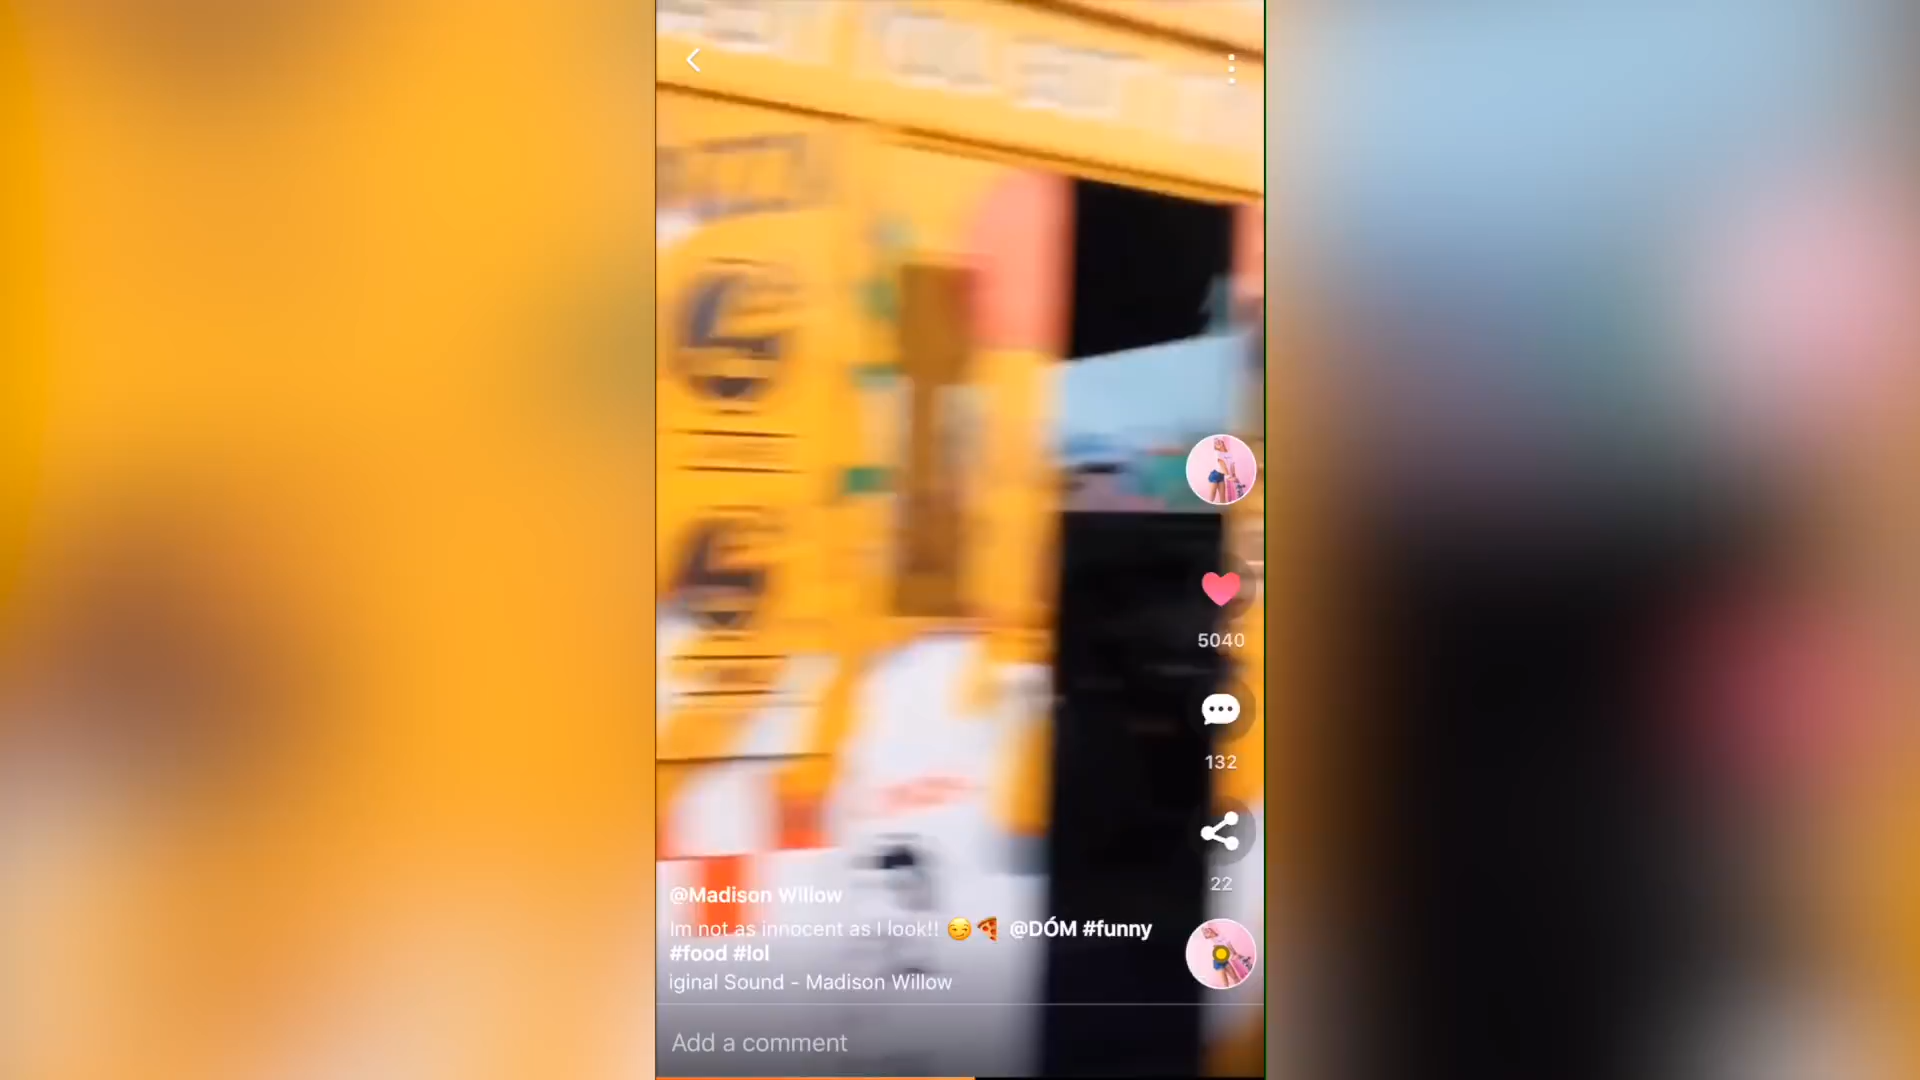 5040
132
22
@Madison Willow
Im not as innocent as I look!! 😏🍕 @DÓM #funny
#food #lol
iginal Sound - Madison Willow
Add a comment